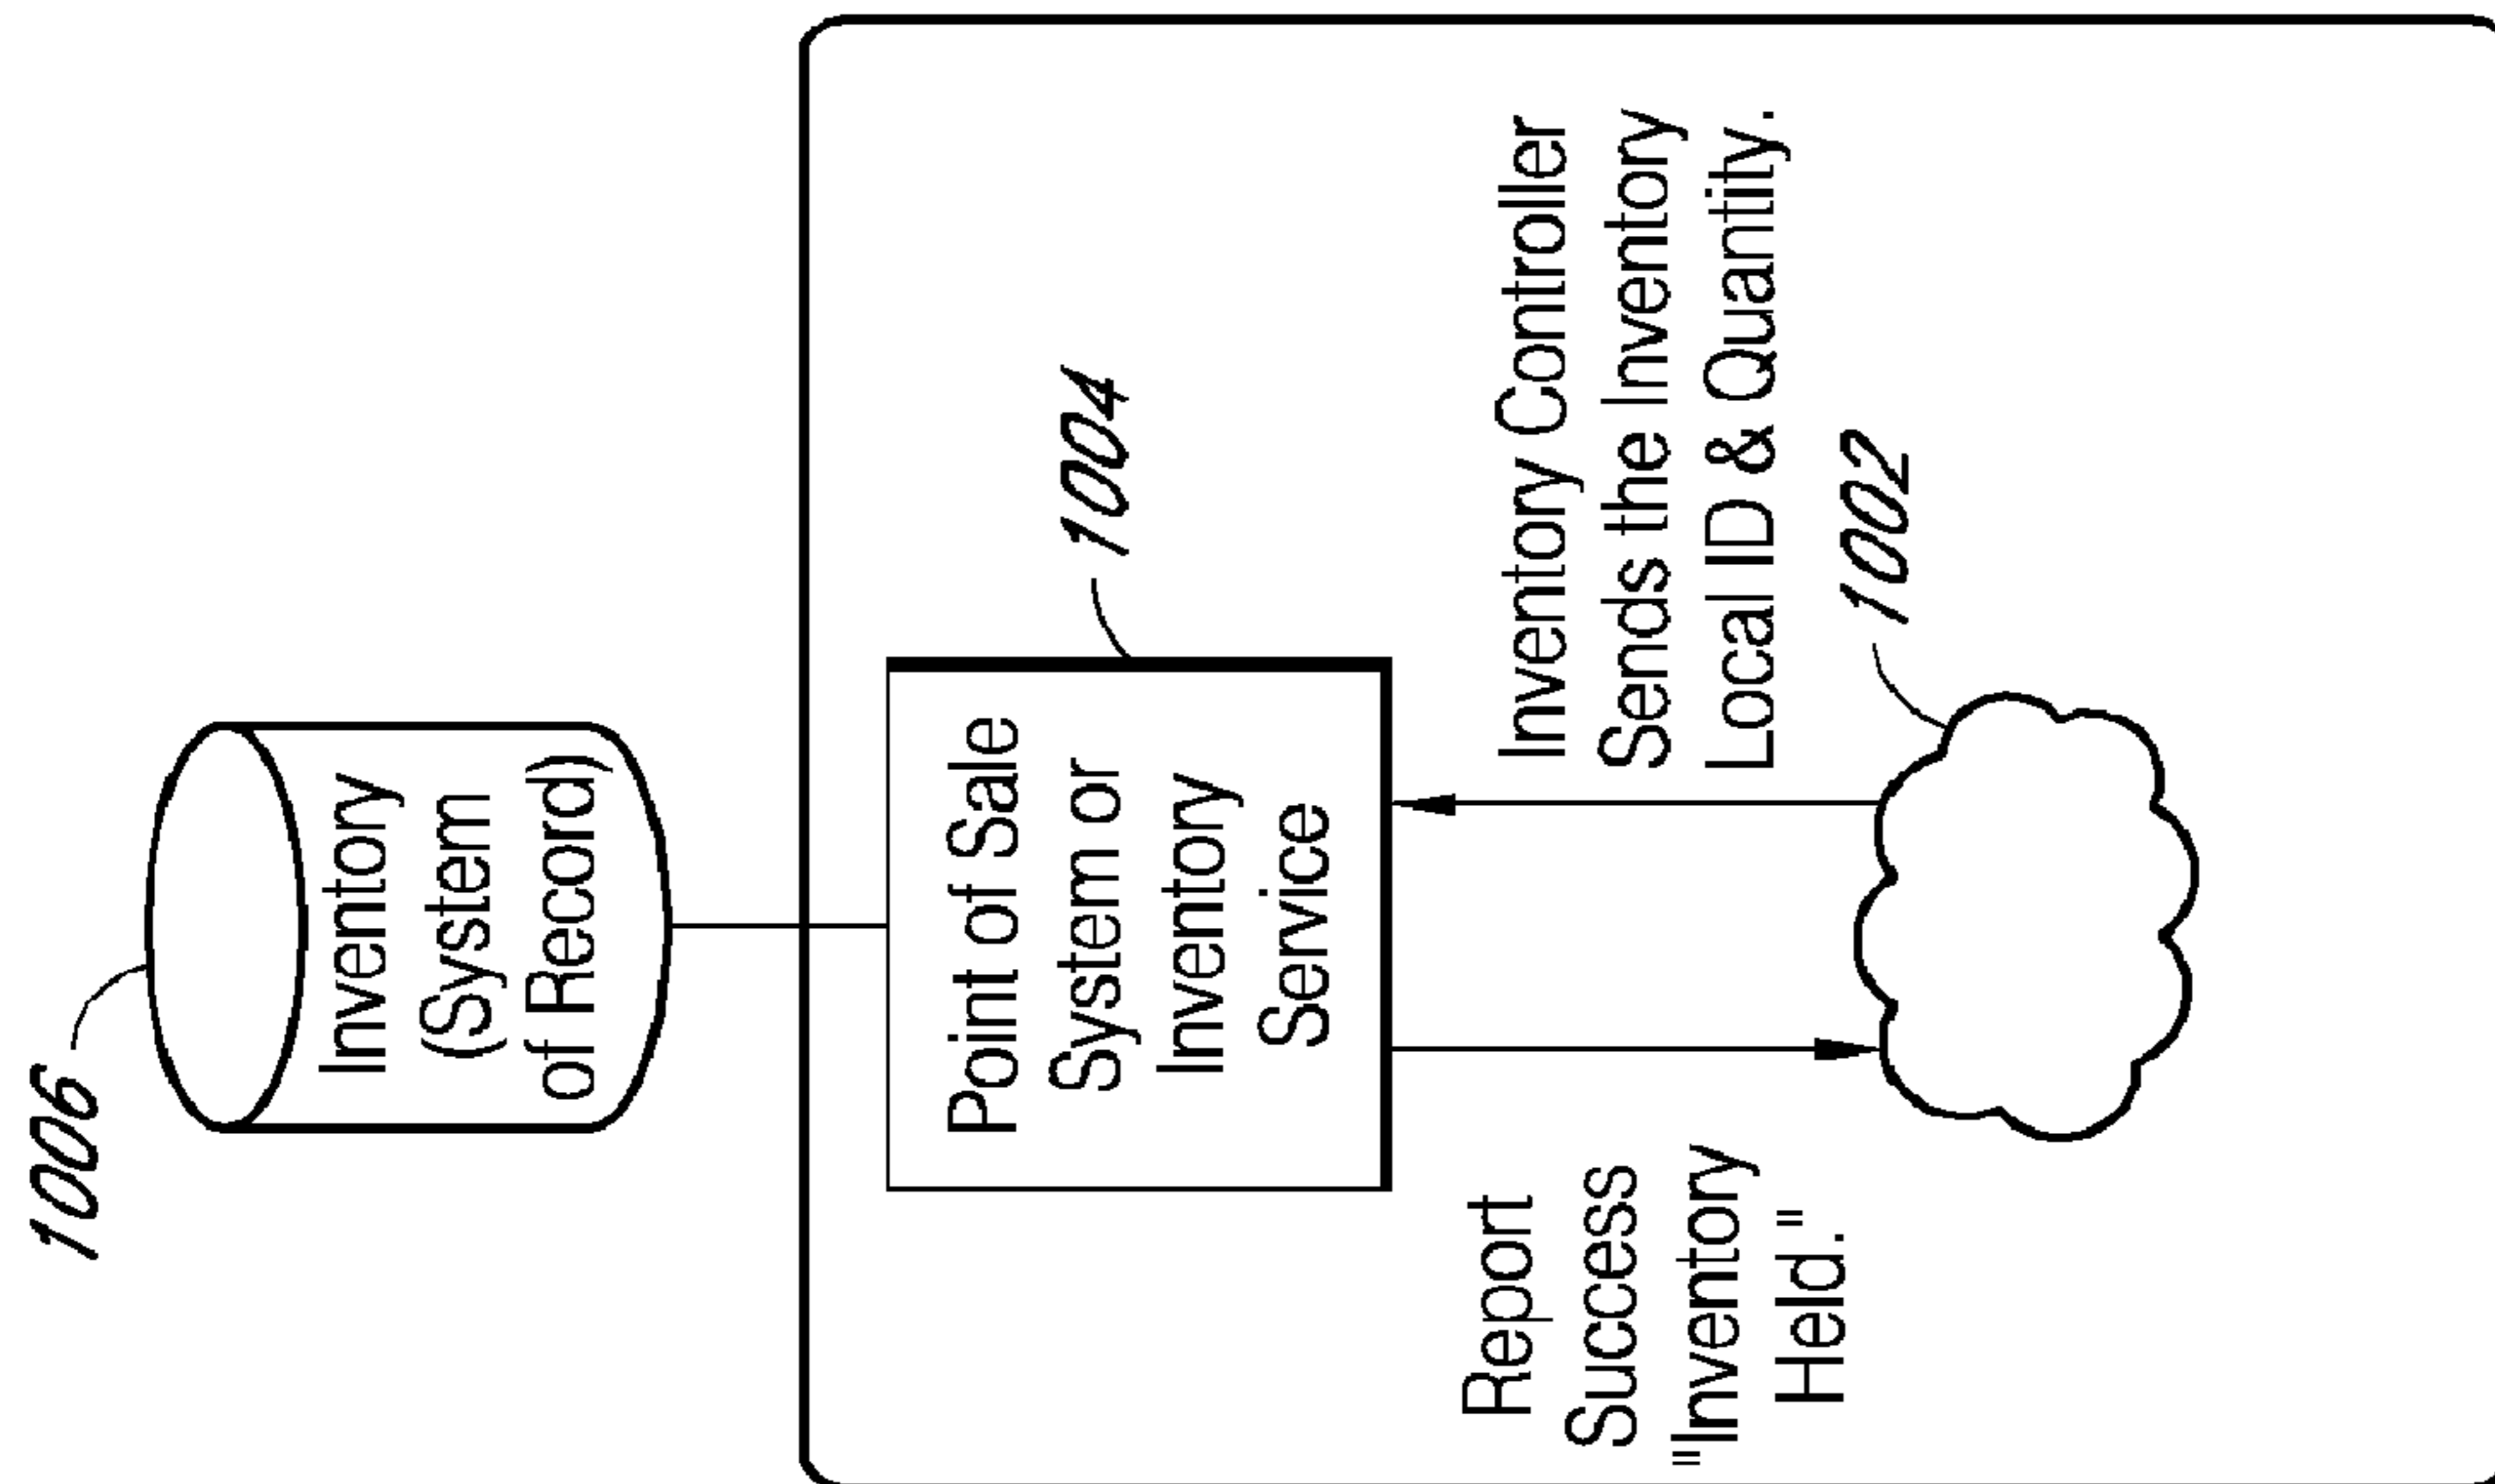 1006
Inventory
(System
of Record)
1004
Point of Sale
System or
Inventory
Service
Inventory Controller
Sends the Inventory
Local ID & Quantity.
1002
Report
Success
"Inventory
Held."